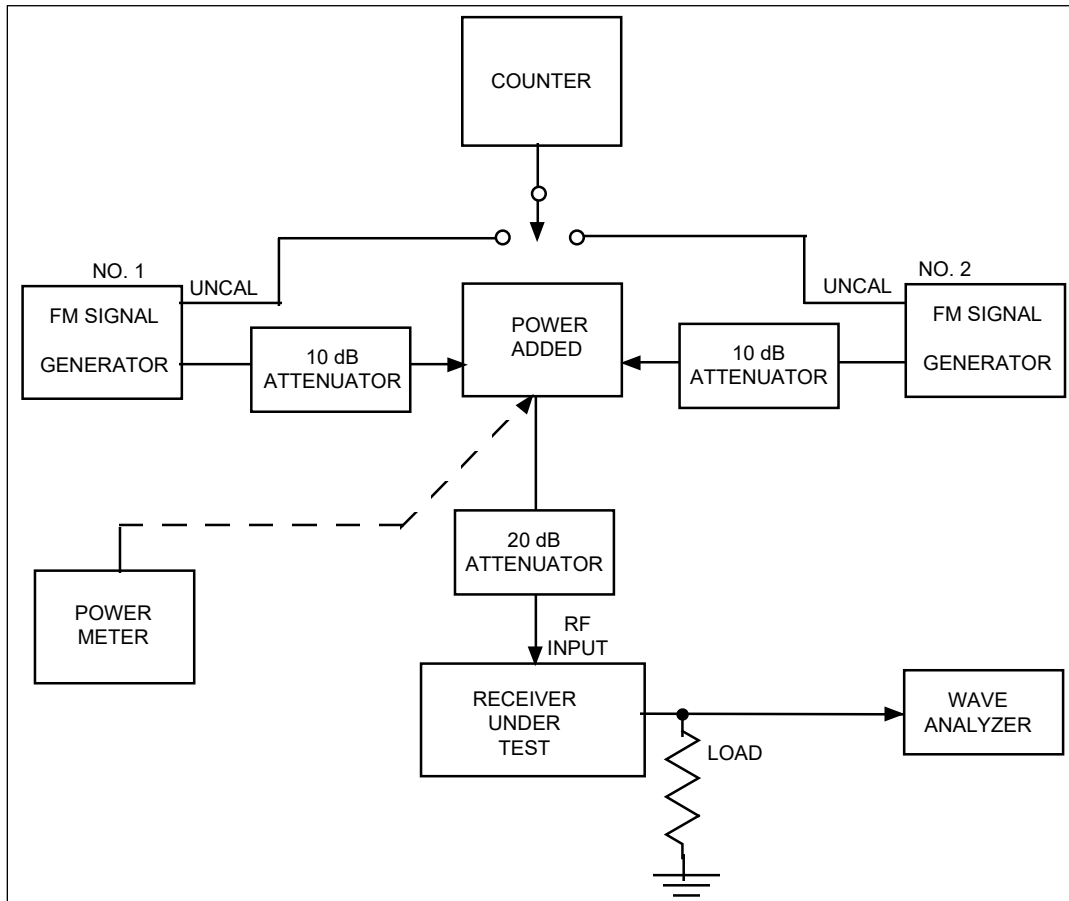 COUNTER
NO. 1
UNCAL
FM SIGNAL
GENERATOR
10 dB
ATTENUATOR
POWER
ADDED
10 dB
ATTENUATOR
NO. 2
UNCAL
FM SIGNAL
GENERATOR
20 dB
ATTENUATOR
POWER
METER
RF
INPUT
RECEIVER
UNDER
TEST
LOAD
WAVE
ANALYZER